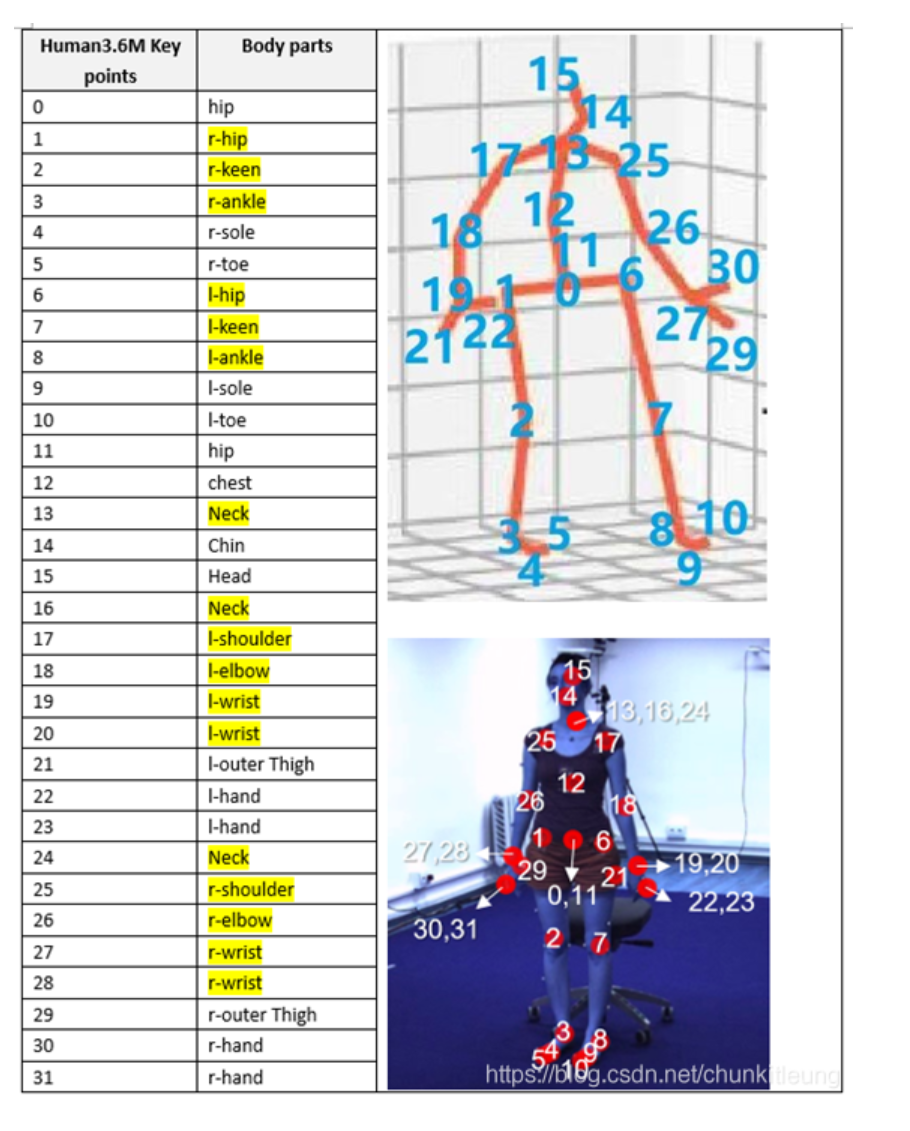 Human3.6M Key points Body parts
0 hip
1 r-hip
2 r-keen
3 r-ankle
4 r-sole
5 r-toe
6 l-hip
7 l-keen
8 l-ankle
9 l-sole
10 l-toe
11 hip
12 chest
13 Neck
14 Chin
15 Head
16 Neck
17 l-shoulder
18 l-elbow
19 l-wrist
20 l-wrist
21 l-outer Thigh
22 l-hand
23 l-hand
24 Neck
25 r-shoulder
26 r-elbow
27 r-wrist
28 r-wrist
29 r-outer Thigh
30 r-hand
31 r-hand
15
14
17 13 25
12
18 26
11
6 30
19 1 0
21 22 27
29
2 7
3 5 8 10
4 9
15
14
13,16,24
25 17
12
26 18
1 6
27,28 19,20
29 21
0,11 22,23
30,31
2 7
3
8
5 4 9
10
https://blog.csdn.net/chunkitleung